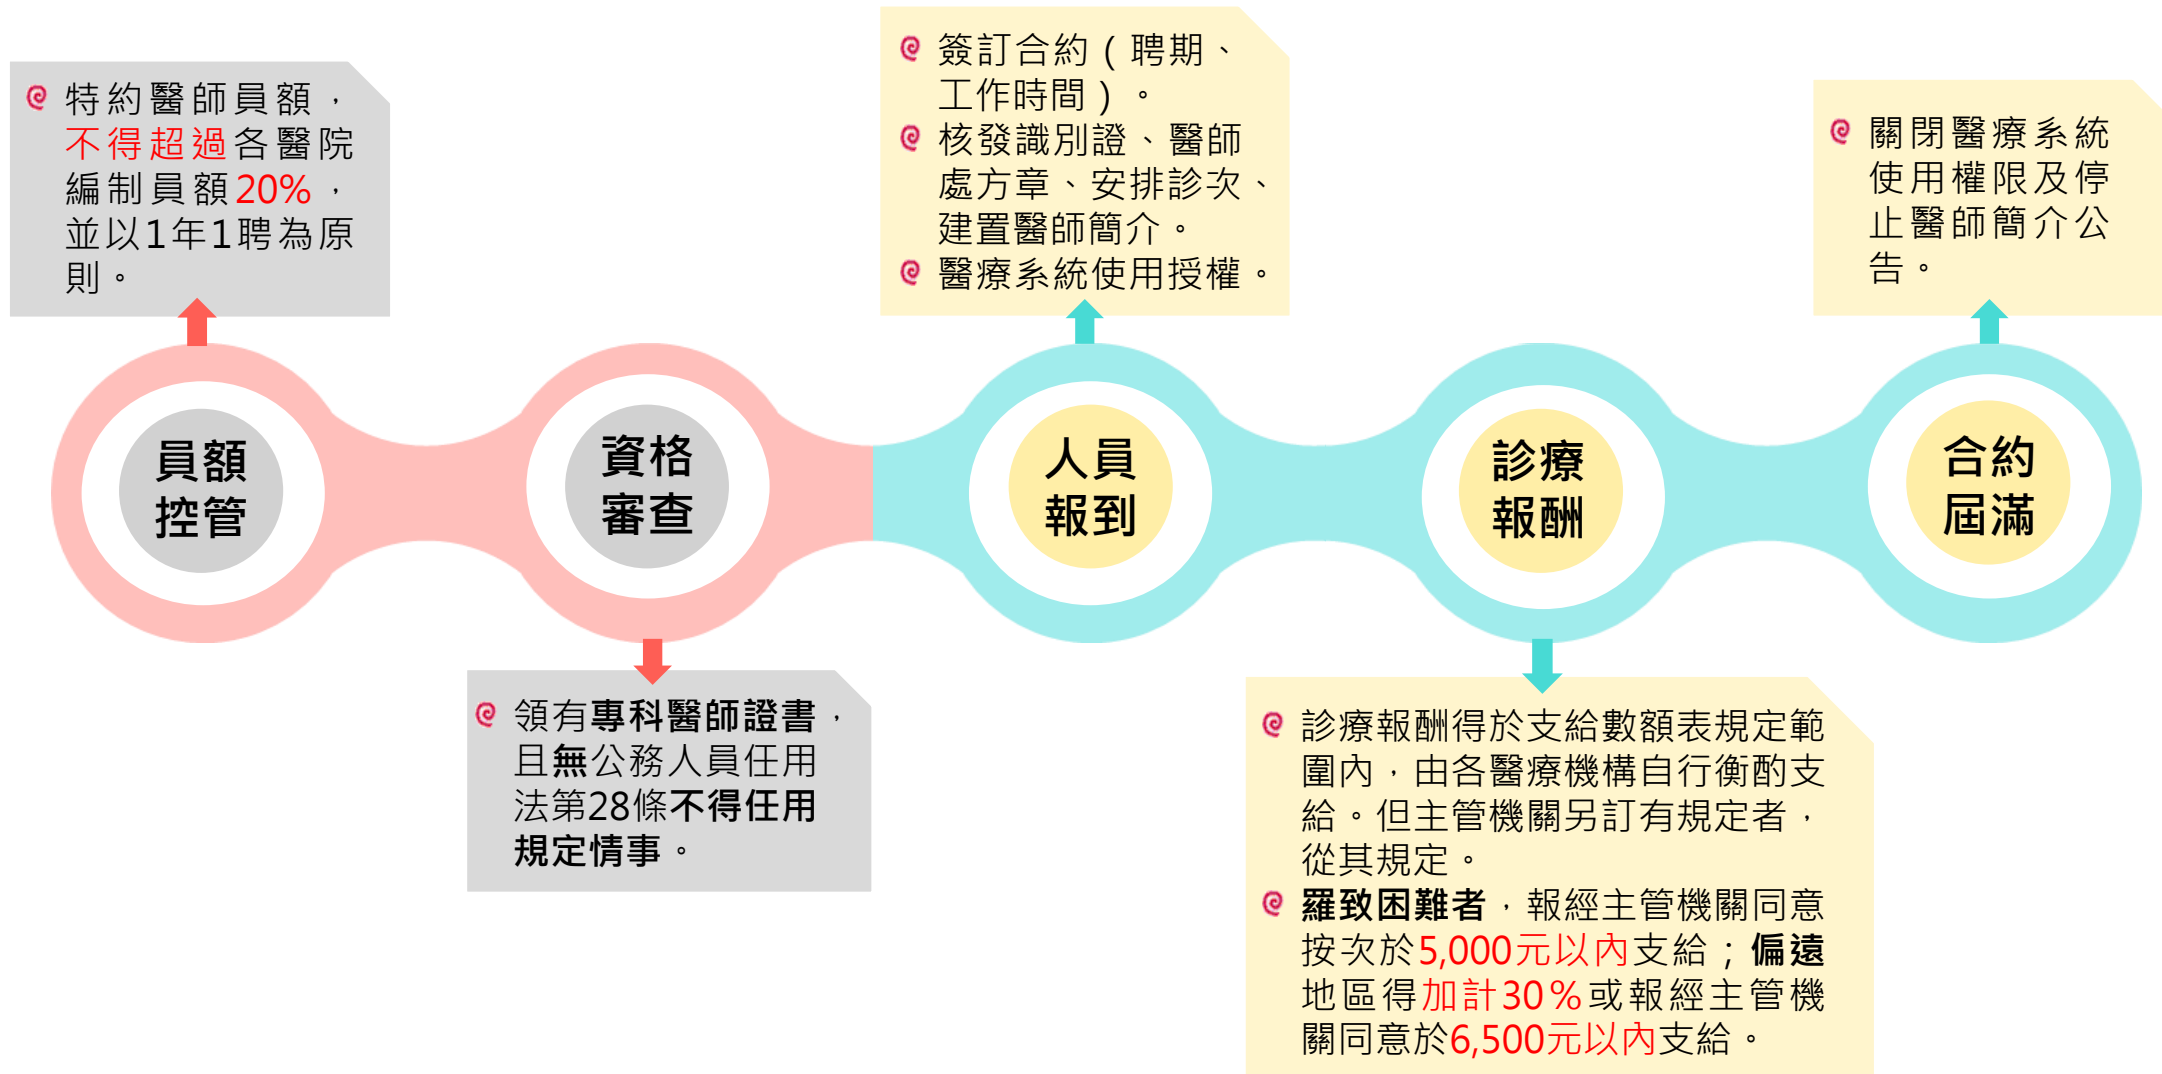 特約醫師員額，
不得超過各醫院
編制員額20%，
並以1年1聘為原
則。
簽訂合約（聘期、
工作時間）。
核發識別證、醫師
處方章、安排診次、
建置醫師簡介。
醫療系統使用授權。
關閉醫療系統
使用權限及停
止醫師簡介公
告。
員額
控管
資格
審查
人員
報到
診療
報酬
合約
屆滿
領有專科醫師證書，
且無公務人員任用
法第28條不得任用
規定情事。
診療報酬得於支給數額表規定範
圍內，由各醫療機構自行衡酌支
給。但主管機關另訂有規定者，
從其規定。
羅致困難者，報經主管機關同意
按次於5,000元以內支給；偏遠
地區得加計30%或報經主管機
關同意於6,500元以內支給。